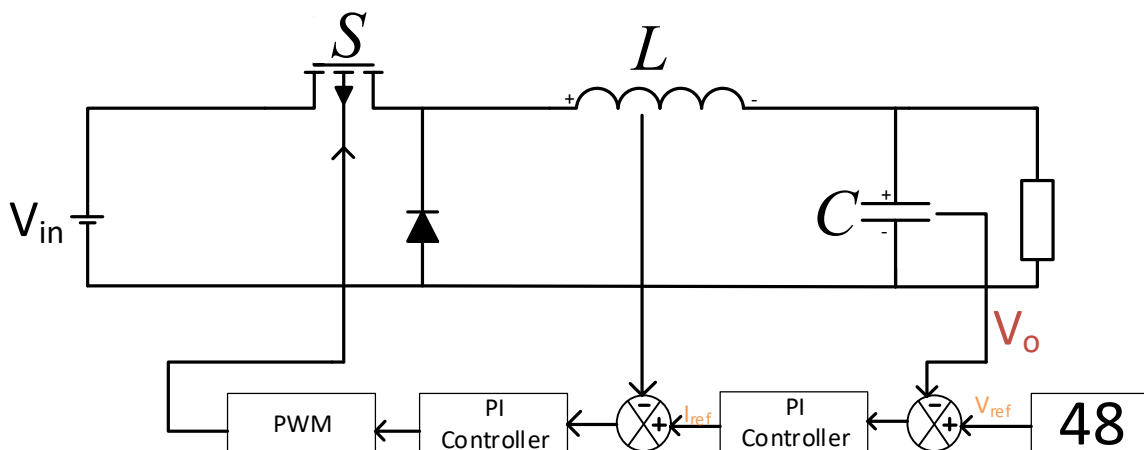 S
L
+ -
V_in
C
+
-
V_o
PWM
PI
Controller
-
+
I_ref
PI
Controller
-
+
V_ref
48